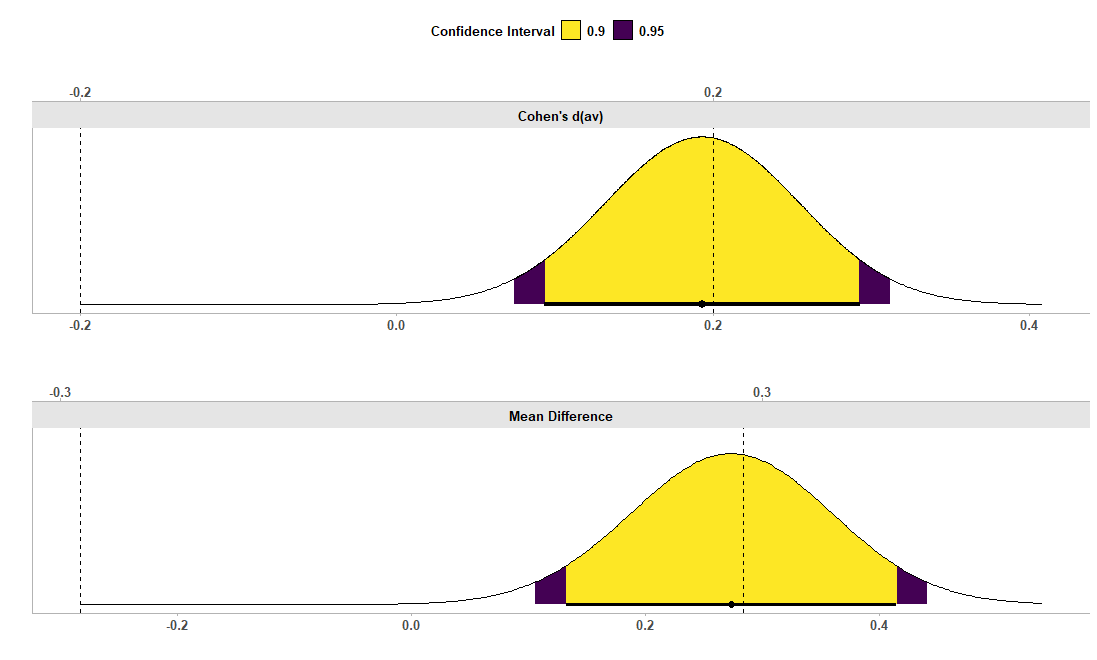 Confidence Interval 0.9 0.95
-0.2 0.2
Cohen's d(av)
-0.2 0.0 0.2 0.4
-0.3 0.3
Mean Difference
-0.2 0.0 0.2 0.4